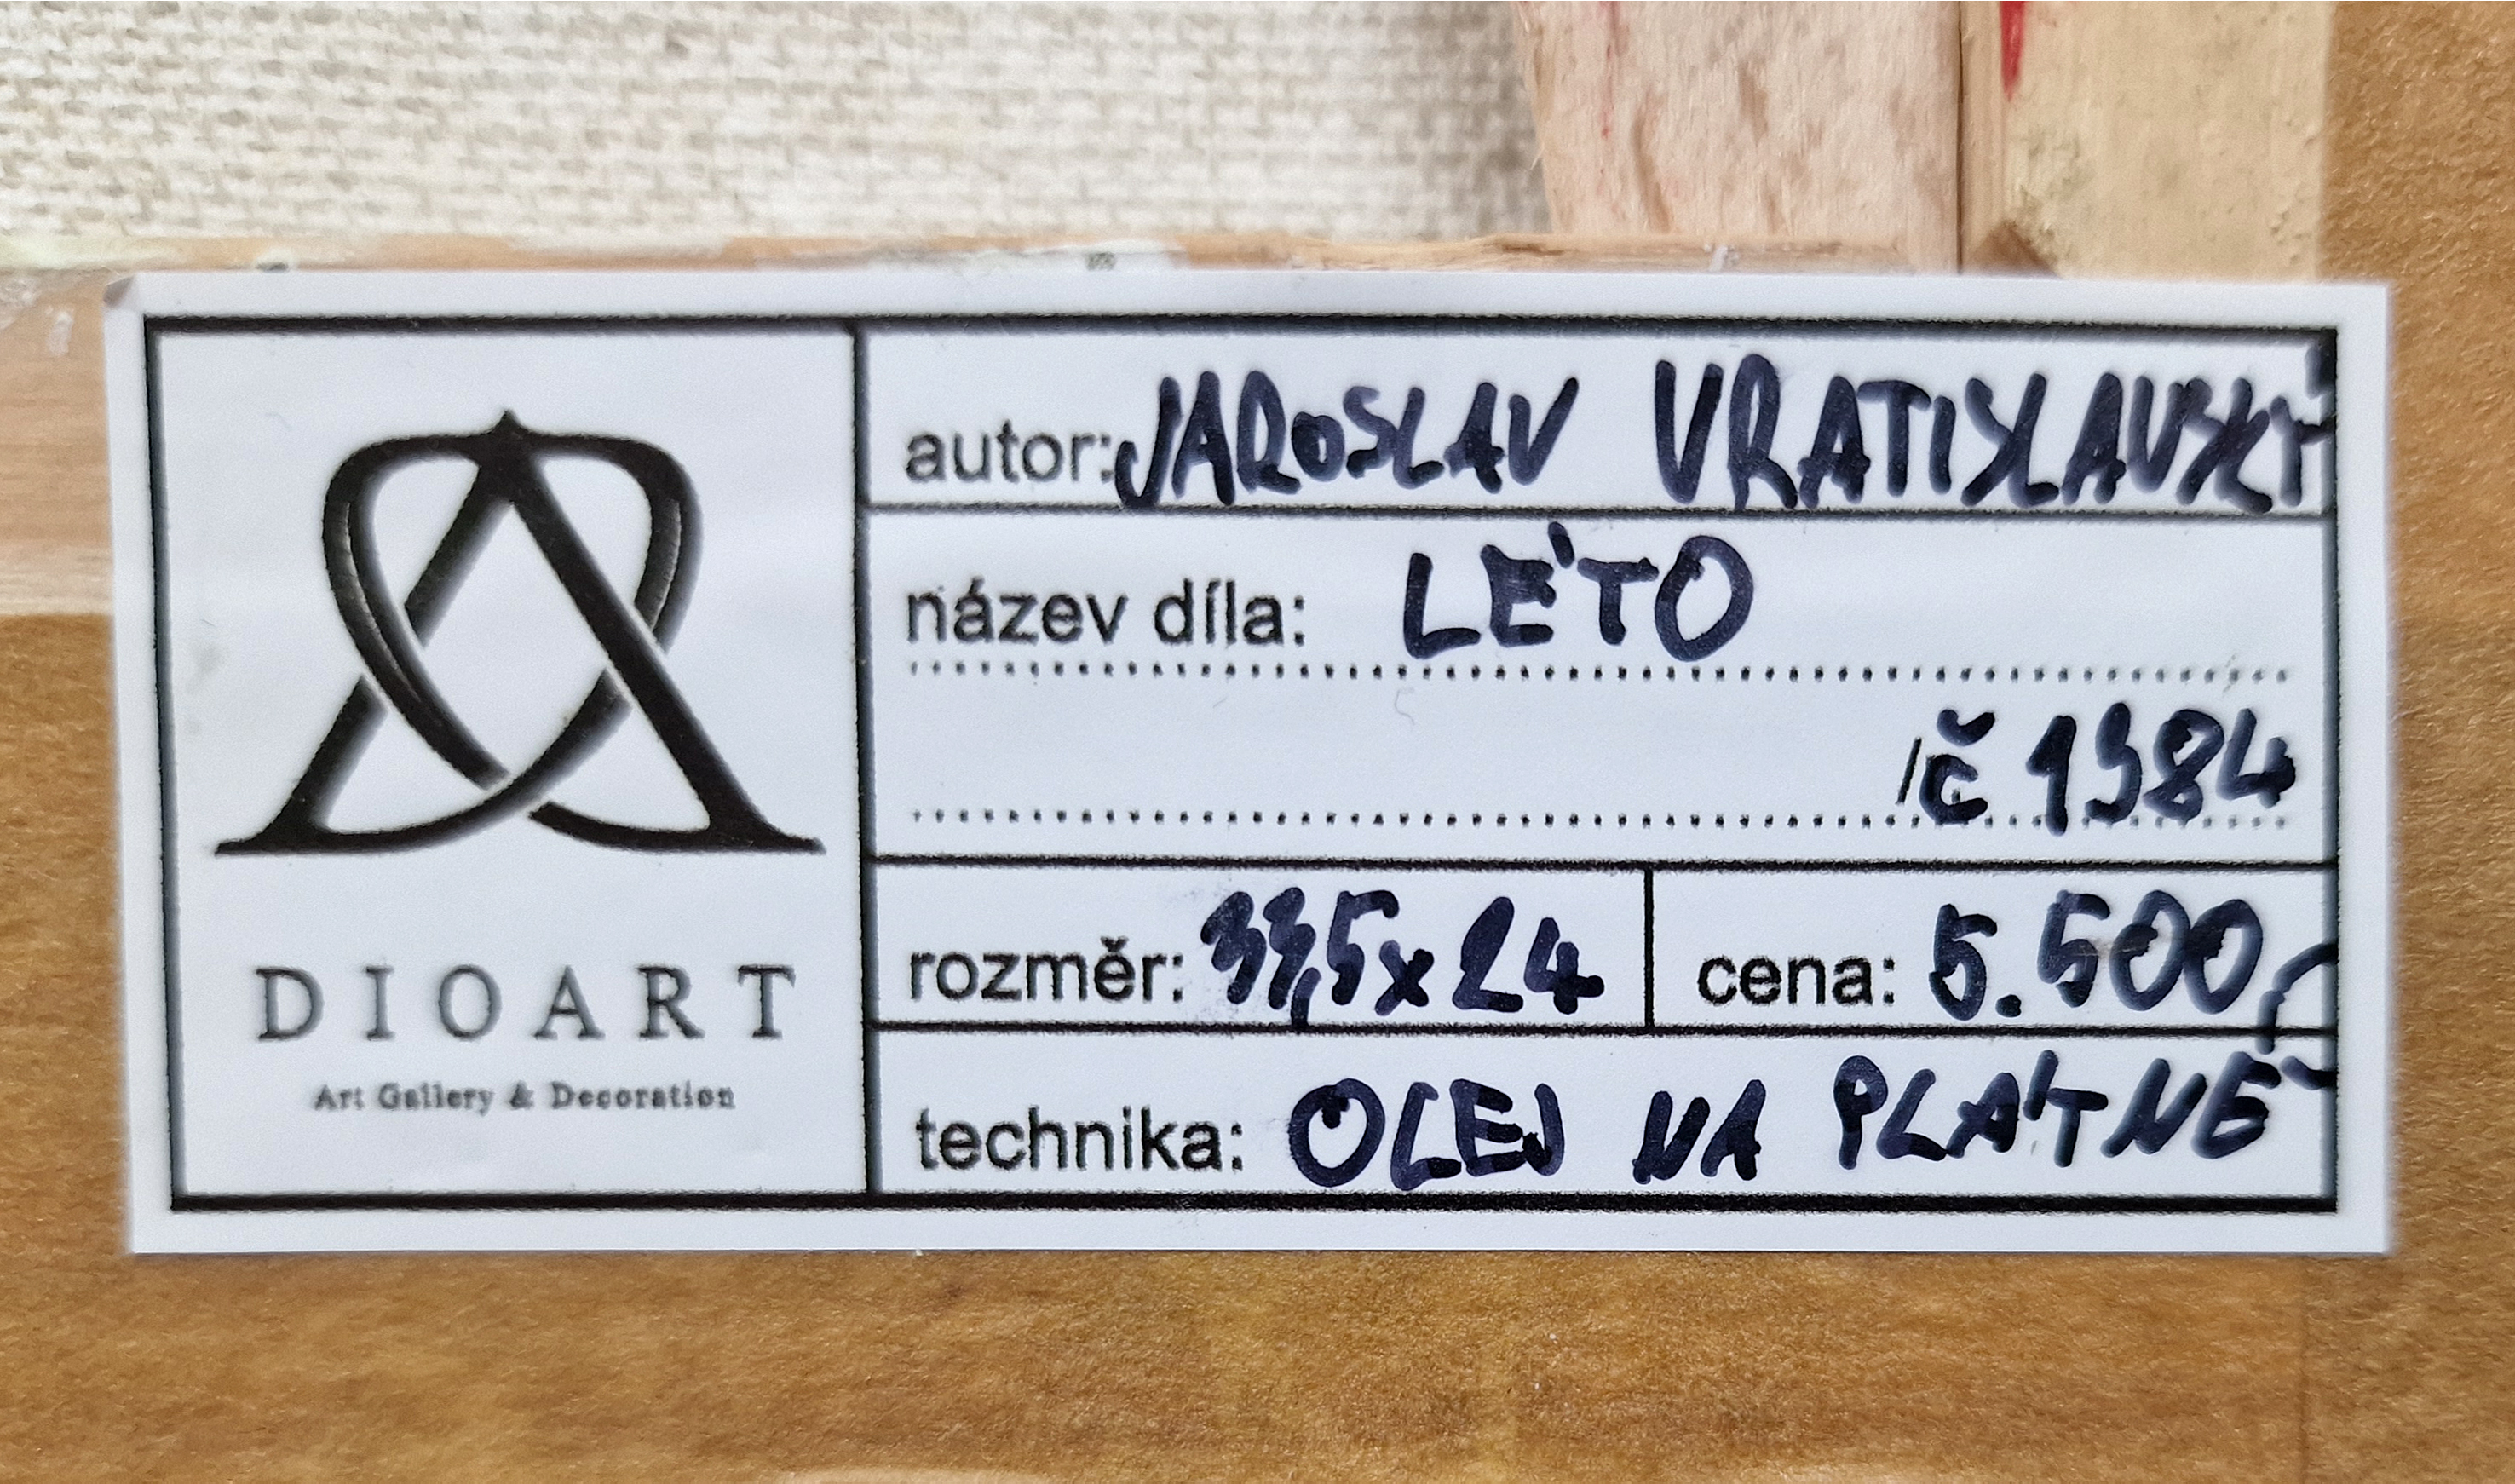 autor: JAROSLAV VRATISLAVSKÝ
název díla: LÉTO
/č 1984
rozměr: 33,5x24 cena: 5.500
technika: OLEJ NA PLÁTNĚ
DIOART
Art Gallery & Decoration